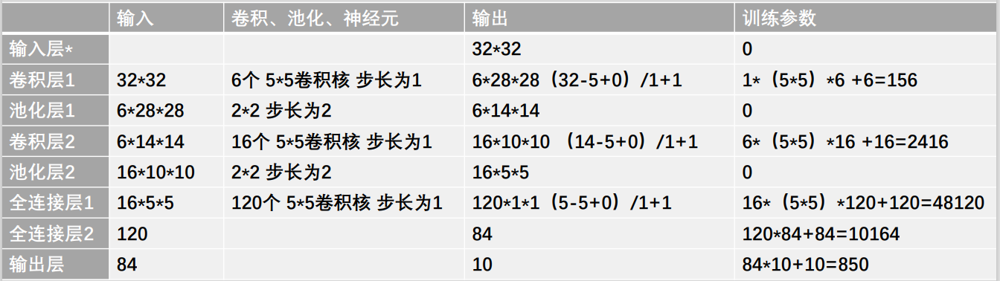 输入 卷积、池化、神经元 输出 训练参数
输入层* 32*32 0
卷积层1 32*32 6个 5*5卷积核 步长为1 6*28*28（32-5+0）/1+1 1*（5*5）*6 +6=156
池化层1 6*28*28 2*2 步长为2 6*14*14 0
卷积层2 6*14*14 16个 5*5卷积核 步长为1 16*10*10 （14-5+0）/1+1 6*（5*5）*16 +16=2416
池化层2 16*10*10 2*2 步长为2 16*5*5 0
全连接层1 16*5*5 120个 5*5卷积核 步长为1 120*1*1（5-5+0）/1+1 16*（5*5）*120+120=48120
全连接层2 120 84 120*84+84=10164
输出层 84 10 84*10+10=850